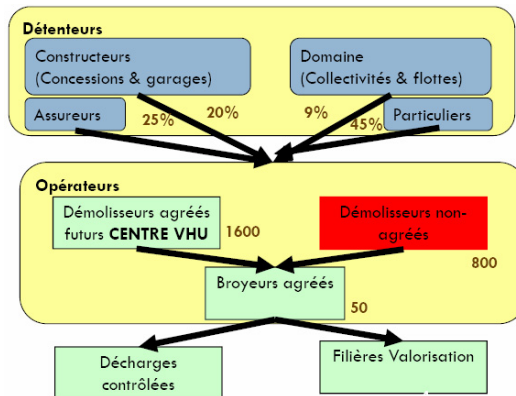 Détenteurs
Constructeurs
(Concessions & garages)
Domaine
(Collectivités & flottes)
Assureurs
25%
20%
9%
45%
Particuliers
Opérateurs
Démolisseurs agréés
futurs CENTRE VHU
1600
Démolisseurs non-
agréés
800
Broyeurs agréés
50
Décharges
contrôlées
Filières Valorisation